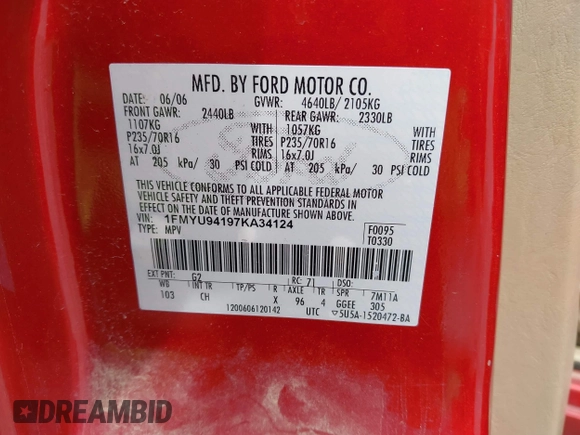 MFD. BY FORD MOTOR CO.
DATE: 06/06 GVWR: 4640LB/ 2105KG
FRONT GAWR: 2440LB REAR GAWR: 2330LB
1107KG WITH 1057KG WITH
P235/70R16 TIRES P235/70R16 TIRES
16x7.0J RIMS 16x7.0J RIMS
AT 205 kPa/ 30 PSI COLD AT 205 kPa/ 30 PSI COLD
THIS VEHICLE CONFORMS TO ALL APPLICABLE FEDERAL MOTOR
VEHICLE SAFETY AND THEFT PREVENTION STANDARDS IN
EFFECT ON THE DATE OF MANUFACTURE SHOWN ABOVE.
VIN: 1FMYU94197KA34124 F0095
TYPE: MPV T0330
EXT PNT: G2 RC: 71 DSO:
WB INT TR TP/PS R AXLE TR SPR 7M11A
103 CH X 96 4 GGEE 305
1200606120142 UTC ▽5U5A-1520472-BA
DREAMBID